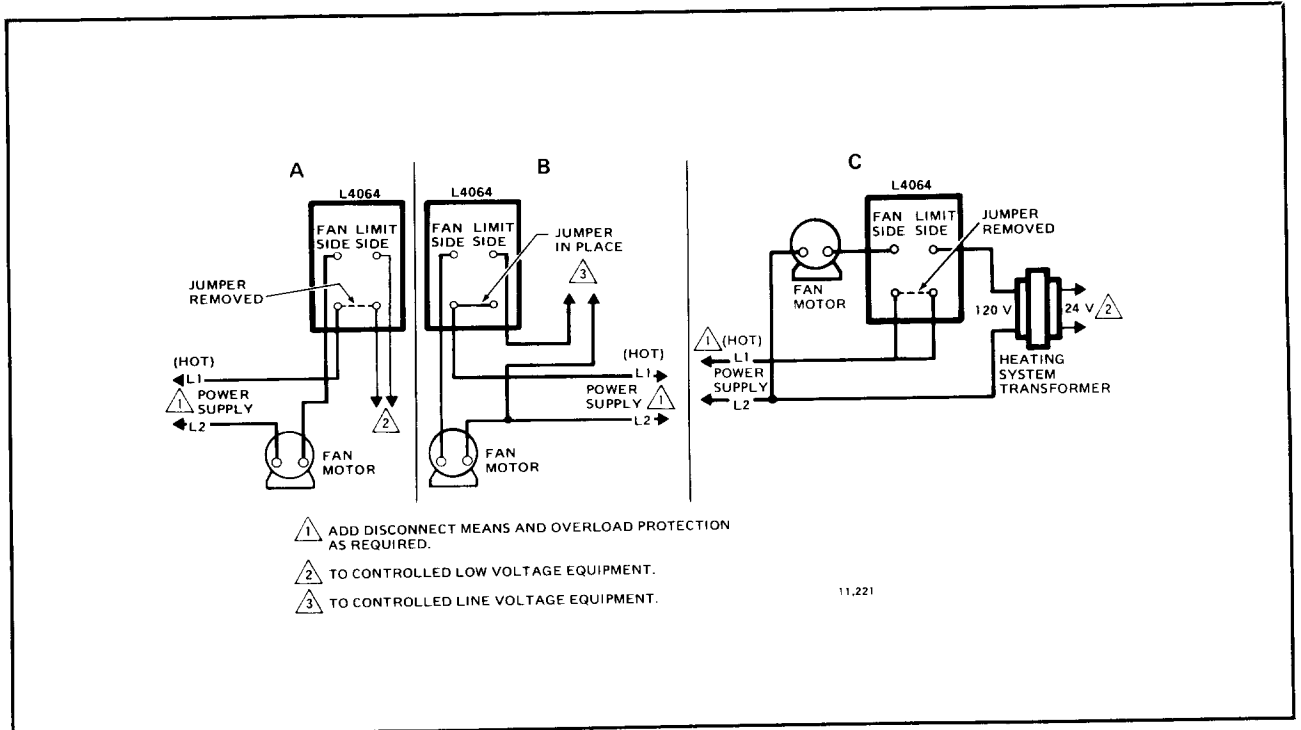 A
L4064
FAN LIMIT
SIDE SIDE
JUMPER
REMOVED
(HOT)
L1
1 POWER
SUPPLY
L2
2
FAN
MOTOR
B
L4064
FAN LIMIT
SIDE SIDE
JUMPER
IN PLACE
3
(HOT)
L1
POWER
SUPPLY 1
L2
FAN
MOTOR
C
L4064
FAN LIMIT
SIDE SIDE
JUMPER
REMOVED
FAN
MOTOR
120 V
24 V 2
1 (HOT)
L1
POWER
SUPPLY
L2
HEATING
SYSTEM
TRANSFORMER
1 ADD DISCONNECT MEANS AND OVERLOAD PROTECTION
AS REQUIRED.
2 TO CONTROLLED LOW VOLTAGE EQUIPMENT.
3 TO CONTROLLED LINE VOLTAGE EQUIPMENT.
11,221